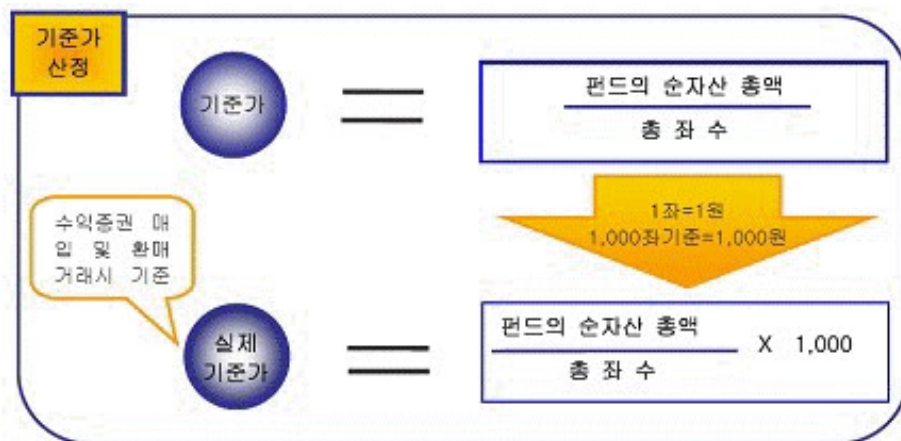 기준가
산정
기준가
펀드의 순자산 총액
총 좌 수
1좌=1원
1,000좌기준=1,000원
수익증권 매
입 및 환매
거래시 기준
실제
기준가
펀드의 순자산 총액
총 좌 수
X 1,000